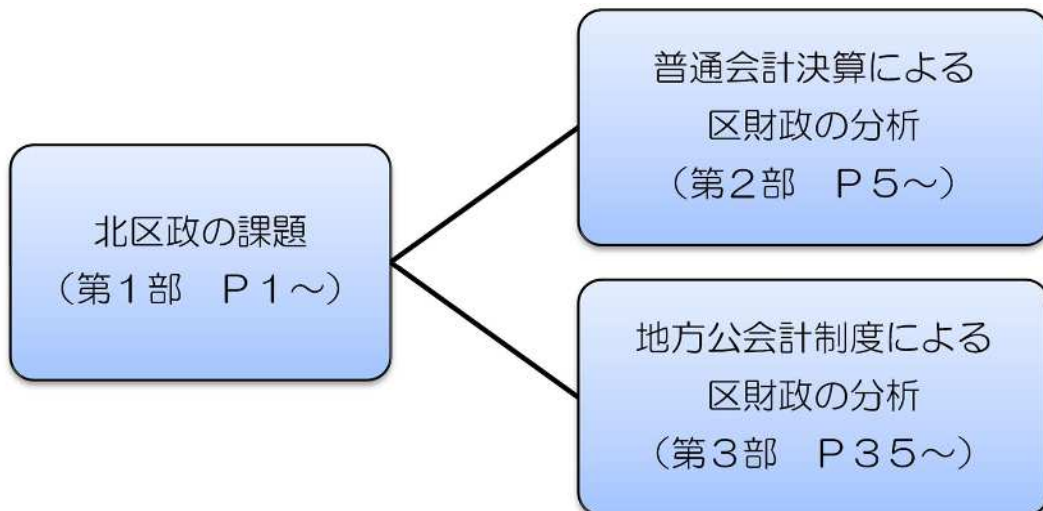 北区政の課題
（第１部　Ｐ１～）
普通会計決算による
区財政の分析
（第２部　Ｐ５～）
地方公会計制度による
区財政の分析
（第３部　Ｐ３５～）